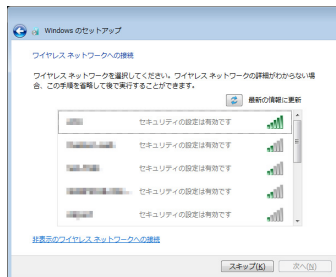 Windows のセットアップ
ワイヤレス ネットワークへの接続
ワイヤレス ネットワークを選択してください。ワイヤレス ネットワークの詳細がわからない場
合、この手順を省略して後で実行することができます。
最新の情報に更新
セキュリティの設定は有効です
セキュリティの設定は有効です
セキュリティの設定は有効です
セキュリティの設定は有効です
セキュリティの設定は有効です
非表示のワイヤレス ネットワークへの接続
スキップ(K) 次へ(N)